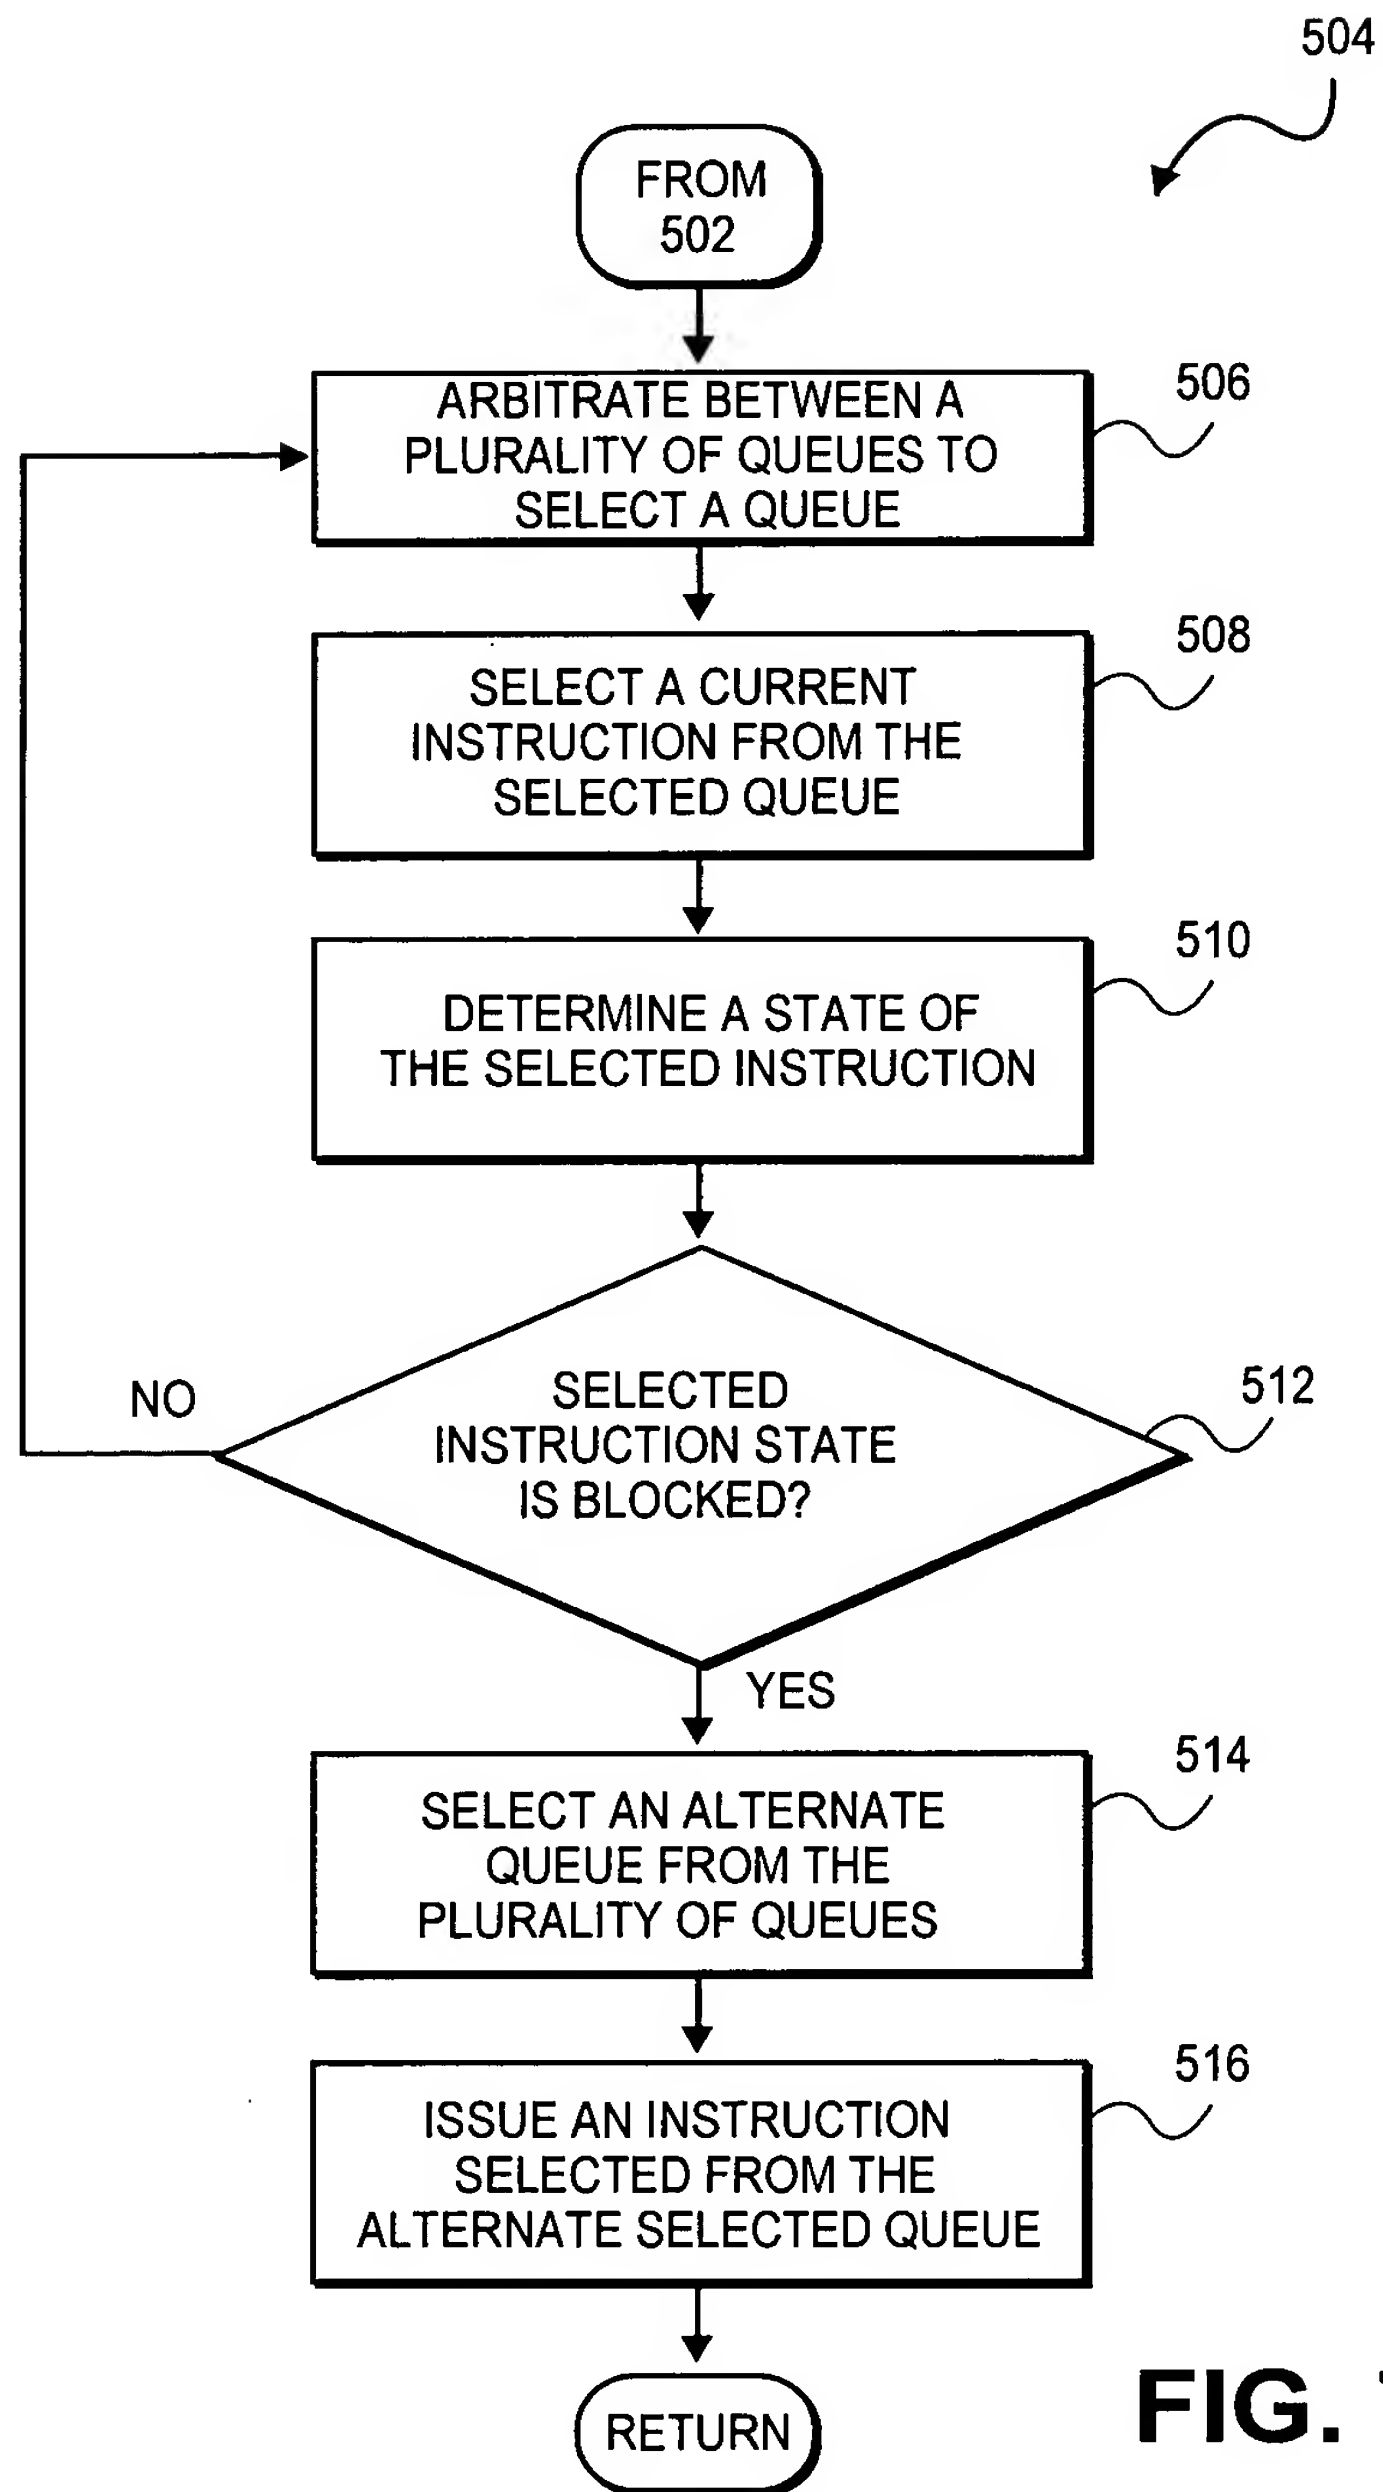 504
FROM
502
ARBITRATE BETWEEN A
PLURALITY OF QUEUES TO
SELECT A QUEUE
506
SELECT A CURRENT
INSTRUCTION FROM THE
SELECTED QUEUE
508
DETERMINE A STATE OF
THE SELECTED INSTRUCTION
510
SELECTED
INSTRUCTION STATE
IS BLOCKED?
512
NO
YES
SELECT AN ALTERNATE
QUEUE FROM THE
PLURALITY OF QUEUES
514
ISSUE AN INSTRUCTION
SELECTED FROM THE
ALTERNATE SELECTED QUEUE
516
RETURN
FIG.